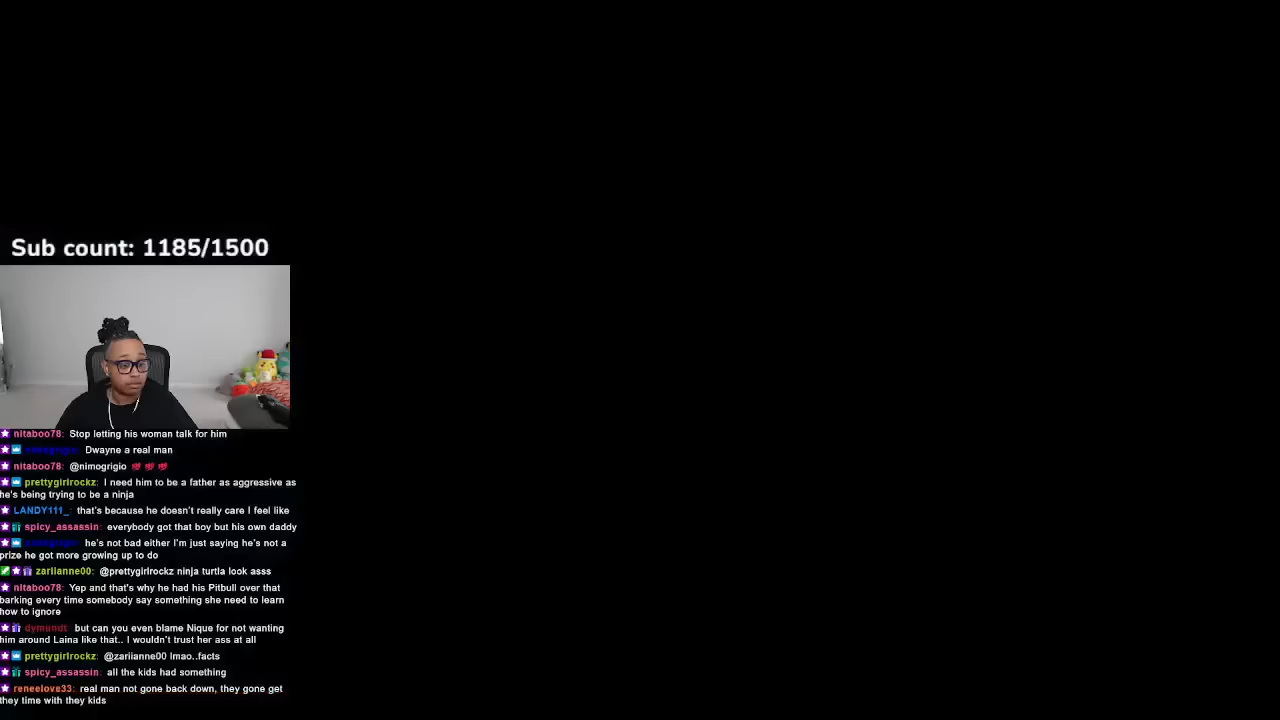 Sub count: 1185/1500
nitaboo78: Stop letting his woman talk for him
nimogrigio: Dwayne a real man
nitaboo78: @nimogrigio
prettygirlrockz: I need him to be a father as aggressive as
he's being trying to be a ninja
LANDY111_: that's because he doesn't really care I feel like
spicy_assassin: everybody got that boy but his own daddy
nimogrigio: he's not bad either I'm just saying he's not a
prize he got more growing up to do
zariianne00: @prettygirlrockz ninja turtla look asss
nitaboo78: Yep and that's why he had his Pitbull over that
barking every time somebody say something she need to learn
how to ignore
dymundt: but can you even blame Nique for not wanting
him around Laina like that.. I wouldn't trust her ass at all
prettygirlrockz: @zariianne00 lmao..facts
spicy_assassin: all the kids had something
reneelove33: real man not gone back down, they gone get
they time with they kids